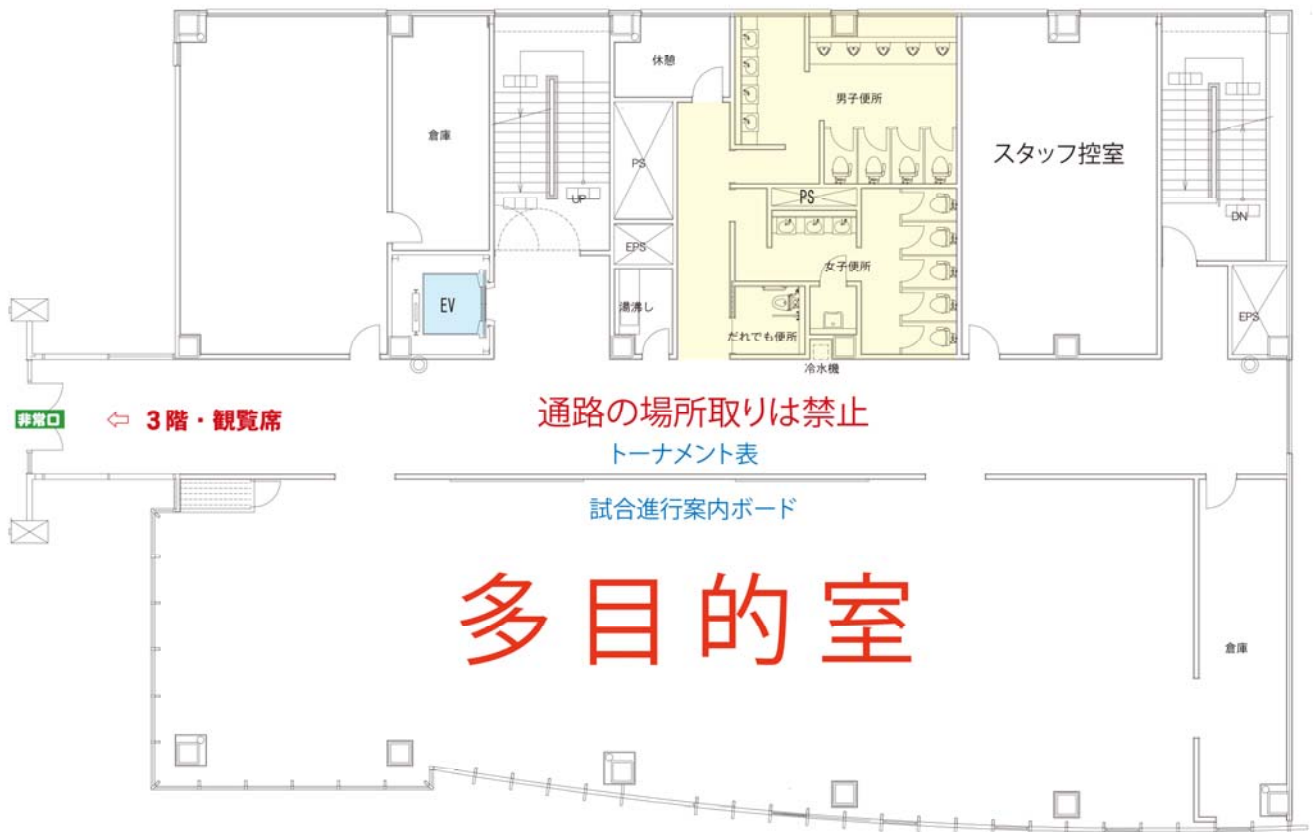 休憩
男子便所
倉庫
スタッフ控室
PS
UP
PS
DN
EPS
女子便所
EV
湯沸し
EPS
だれでも便所
冷水機
非常口
⇦ 3階・観覧席
通路の場所取りは禁止
トーナメント表
試合進行案内ボード
多目的室
倉庫